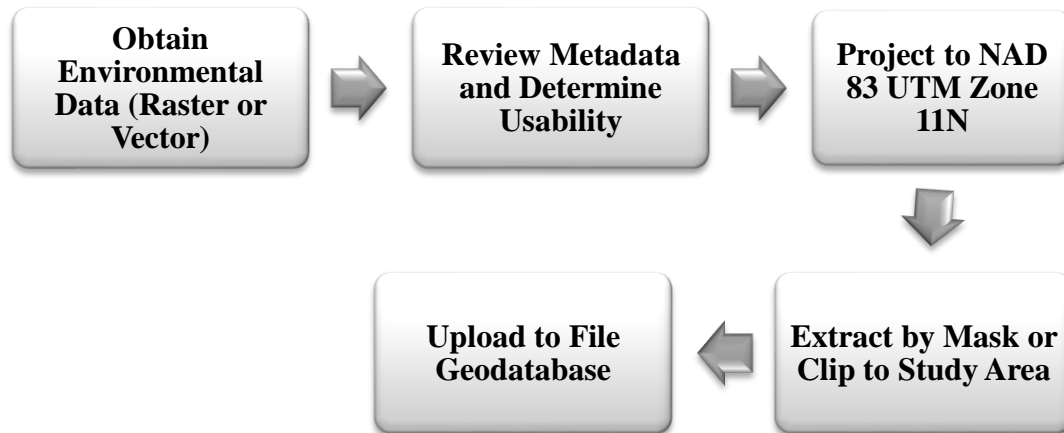 Obtain
Environmental
Data (Raster or
Vector)
Review Metadata
and Determine
Usability
Project to NAD
83 UTM Zone
11N
Extract by Mask or
Clip to Study Area
Upload to File
Geodatabase